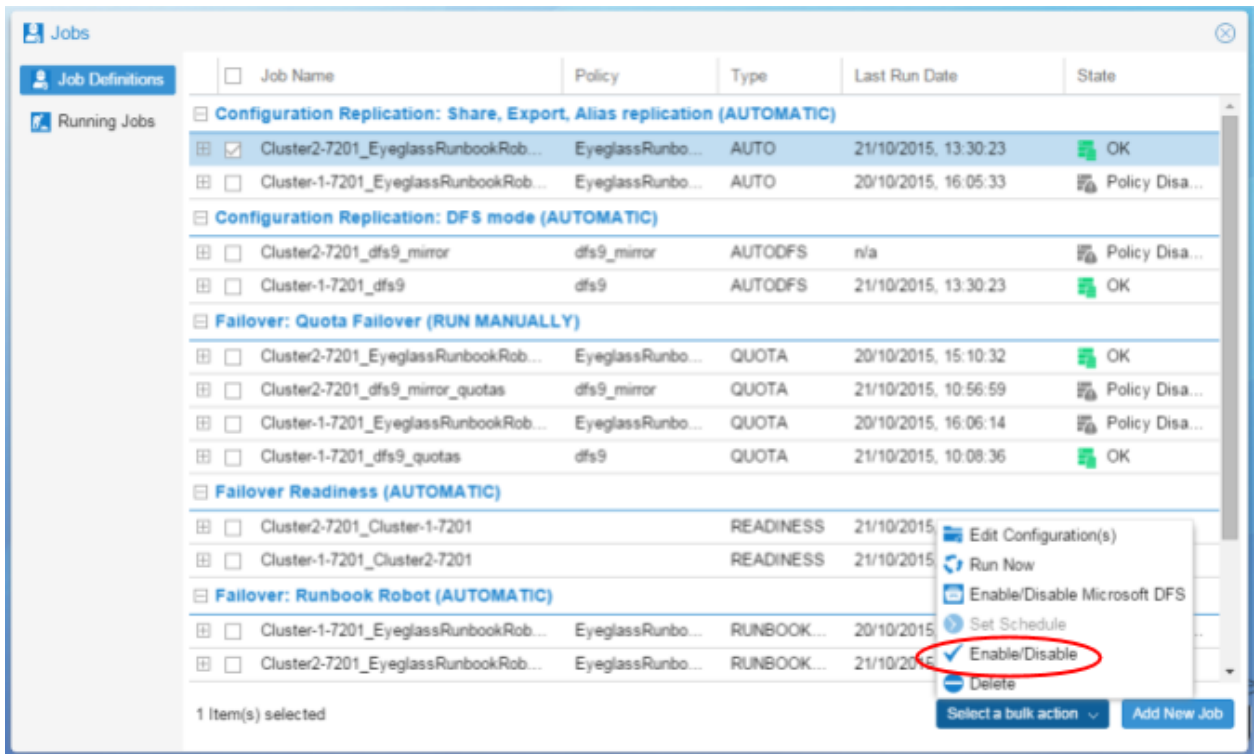 Jobs
Job Definitions
Running Jobs
Job Name Policy Type Last Run Date State
Configuration Replication: Share, Export, Alias replication (AUTOMATIC)
Cluster2-7201_EyeglassRunbookRob... EyeglassRunbo... AUTO 21/10/2015, 13:30:23 OK
Cluster-1-7201_EyeglassRunbookRob... EyeglassRunbo... AUTO 20/10/2015, 16:05:33 Policy Disa...
Configuration Replication: DFS mode (AUTOMATIC)
Cluster2-7201_dfs9_mirror dfs9_mirror AUTODFS n/a Policy Disa...
Cluster-1-7201_dfs9 dfs9 AUTODFS 21/10/2015, 13:30:23 OK
Failover: Quota Failover (RUN MANUALLY)
Cluster2-7201_EyeglassRunbookRob... EyeglassRunbo... QUOTA 20/10/2015, 15:10:32 OK
Cluster2-7201_dfs9_mirror_quotas dfs9_mirror QUOTA 21/10/2015, 10:56:59 Policy Disa...
Cluster-1-7201_EyeglassRunbookRob... EyeglassRunbo... QUOTA 20/10/2015, 16:06:14 Policy Disa...
Cluster-1-7201_dfs9_quotas dfs9 QUOTA 21/10/2015, 10:08:36 OK
Failover Readiness (AUTOMATIC)
Cluster2-7201_Cluster-1-7201 READINESS 21/10/2015,
Cluster-1-7201_Cluster2-7201 READINESS 21/10/2015
Failover: Runbook Robot (AUTOMATIC)
Cluster-1-7201_EyeglassRunbookRob... EyeglassRunbo... RUNBOOK... 20/10/2015
Cluster2-7201_EyeglassRunbookRob... EyeglassRunbo... RUNBOOK... 21/10/2015
Edit Configuration(s)
Run Now
Enable/Disable Microsoft DFS
Set Schedule
Enable/Disable
Delete
1 Item(s) selected
Select a bulk action
Add New Job